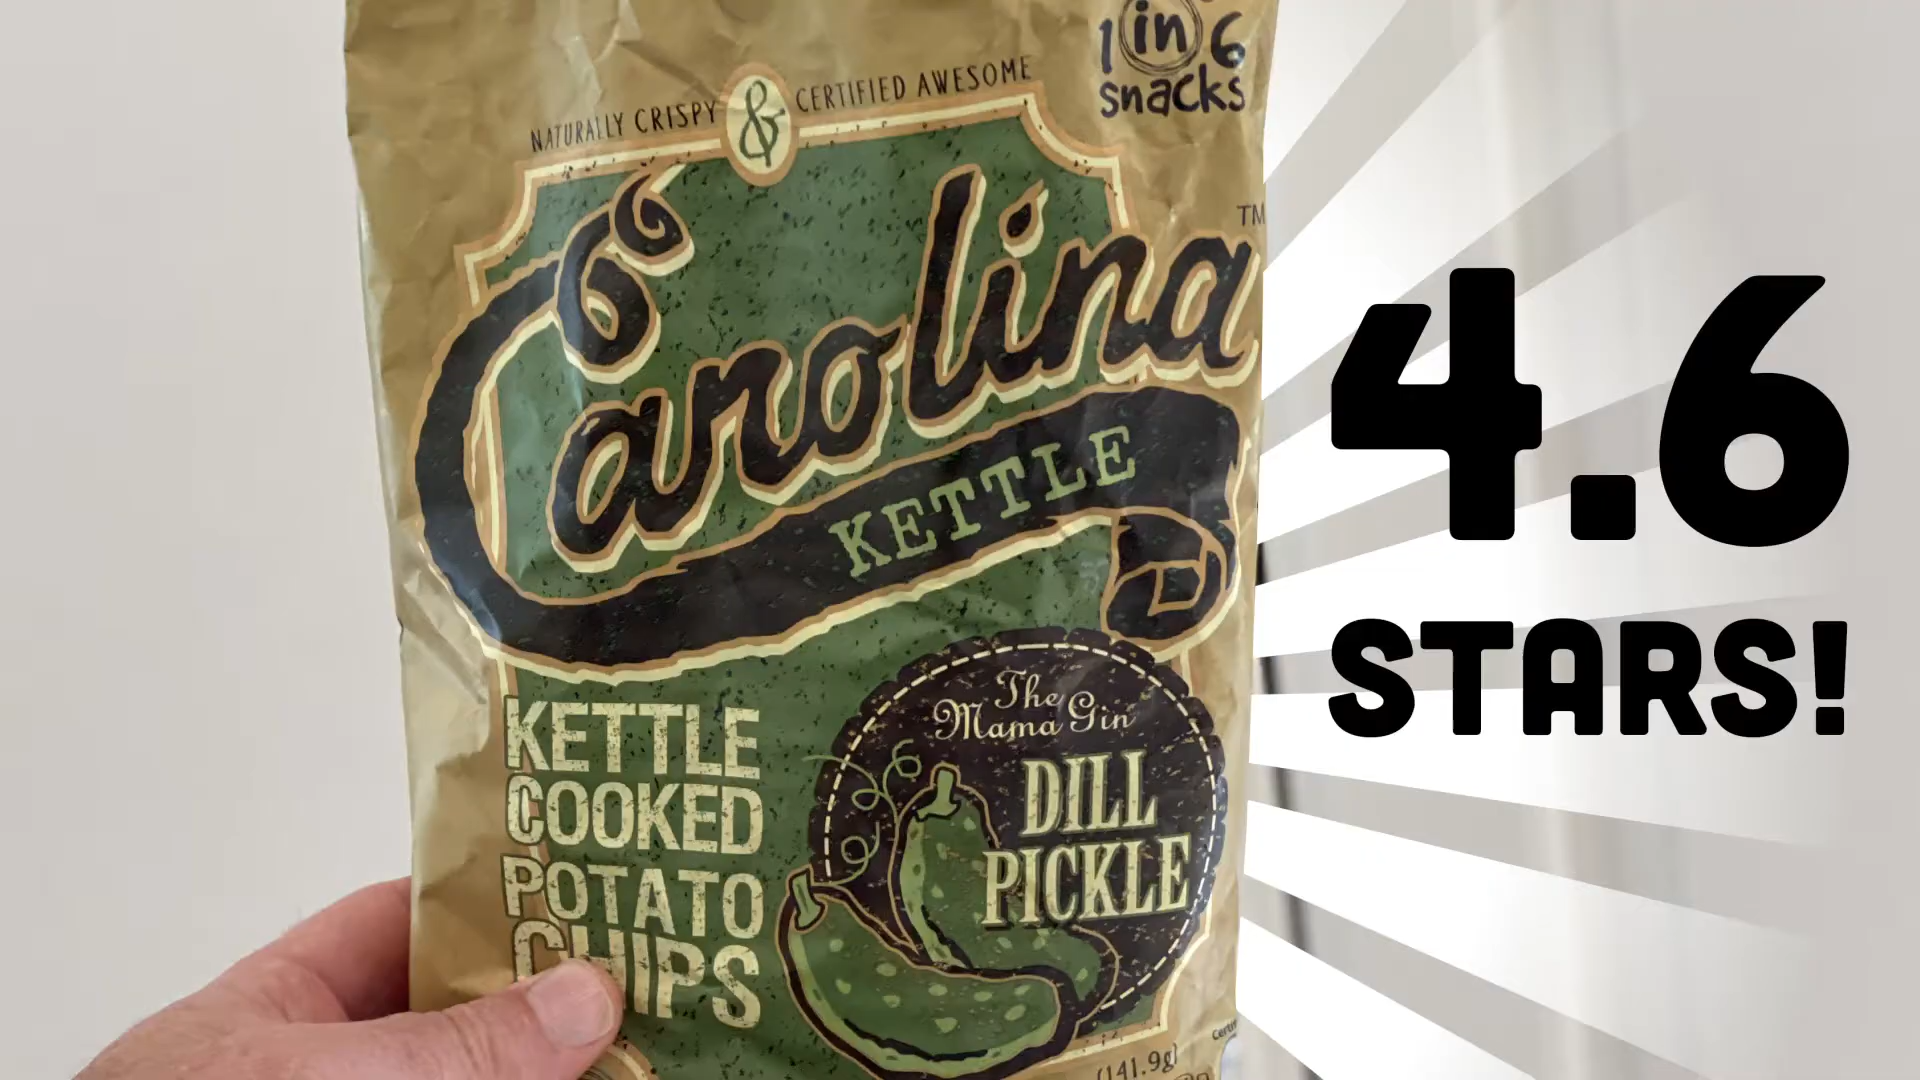 1 in 6
snacks
NATURALLY CRISPY & CERTIFIED AWESOME
Carolina
TM
KETTLE
4.6
STARS!
KETTLE
COOKED
POTATO
CHIPS
The
Mama Gin'
DILL
PICKLE
(141.9g)